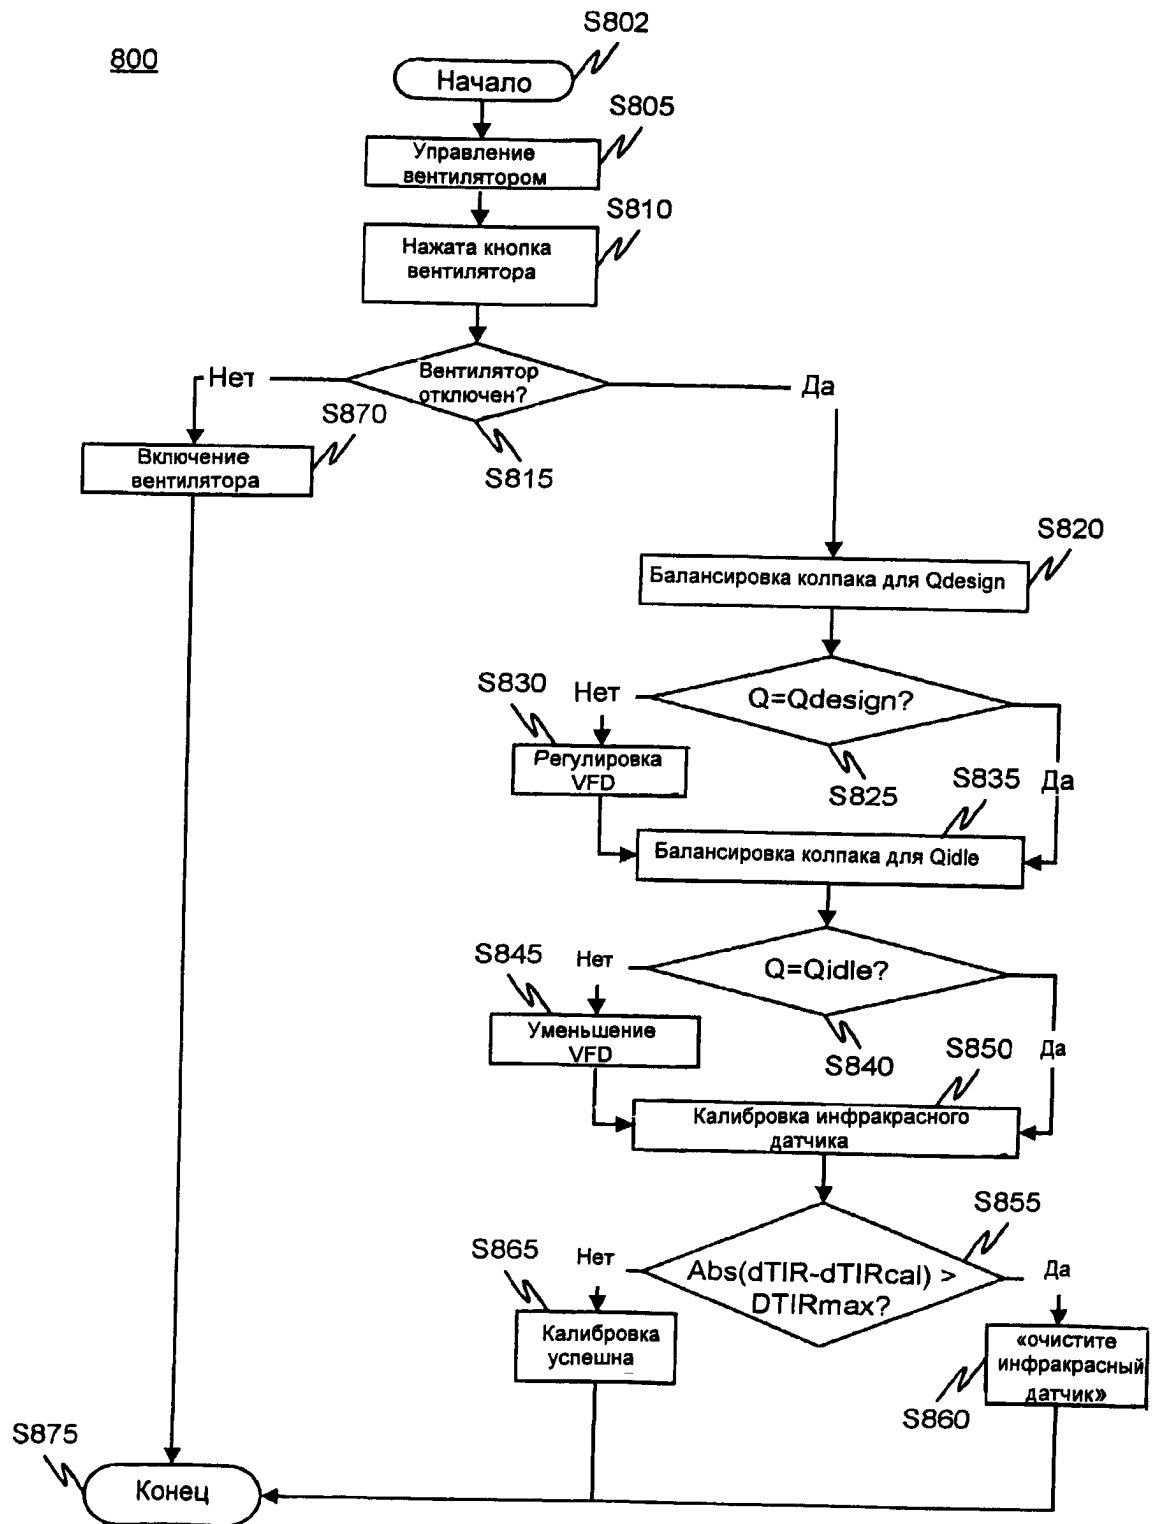 800
S802
Начало
S805
Управление
вентилятором
S810
Нажата кнопка
вентилятора
Нет
Вентилятор
отключен?
Да
S815
S870
Включение
вентилятора
S820
Балансировка колпака для Qdesign
S830
Нет
Q=Qdesign?
Да
S825
Регулировка
VFD
S835
Балансировка колпака для Qidle
S845
Нет
Q=Qidle?
Да
S840
Уменьшение
VFD
S850
Калибровка инфракрасного
датчика
S855
S865
Нет
Abs(dTIR-dTIRcal) >
DTIRmax?
Да
Калибровка
успешна
«очистите
инфракрасный
датчик»
S860
S875
Конец